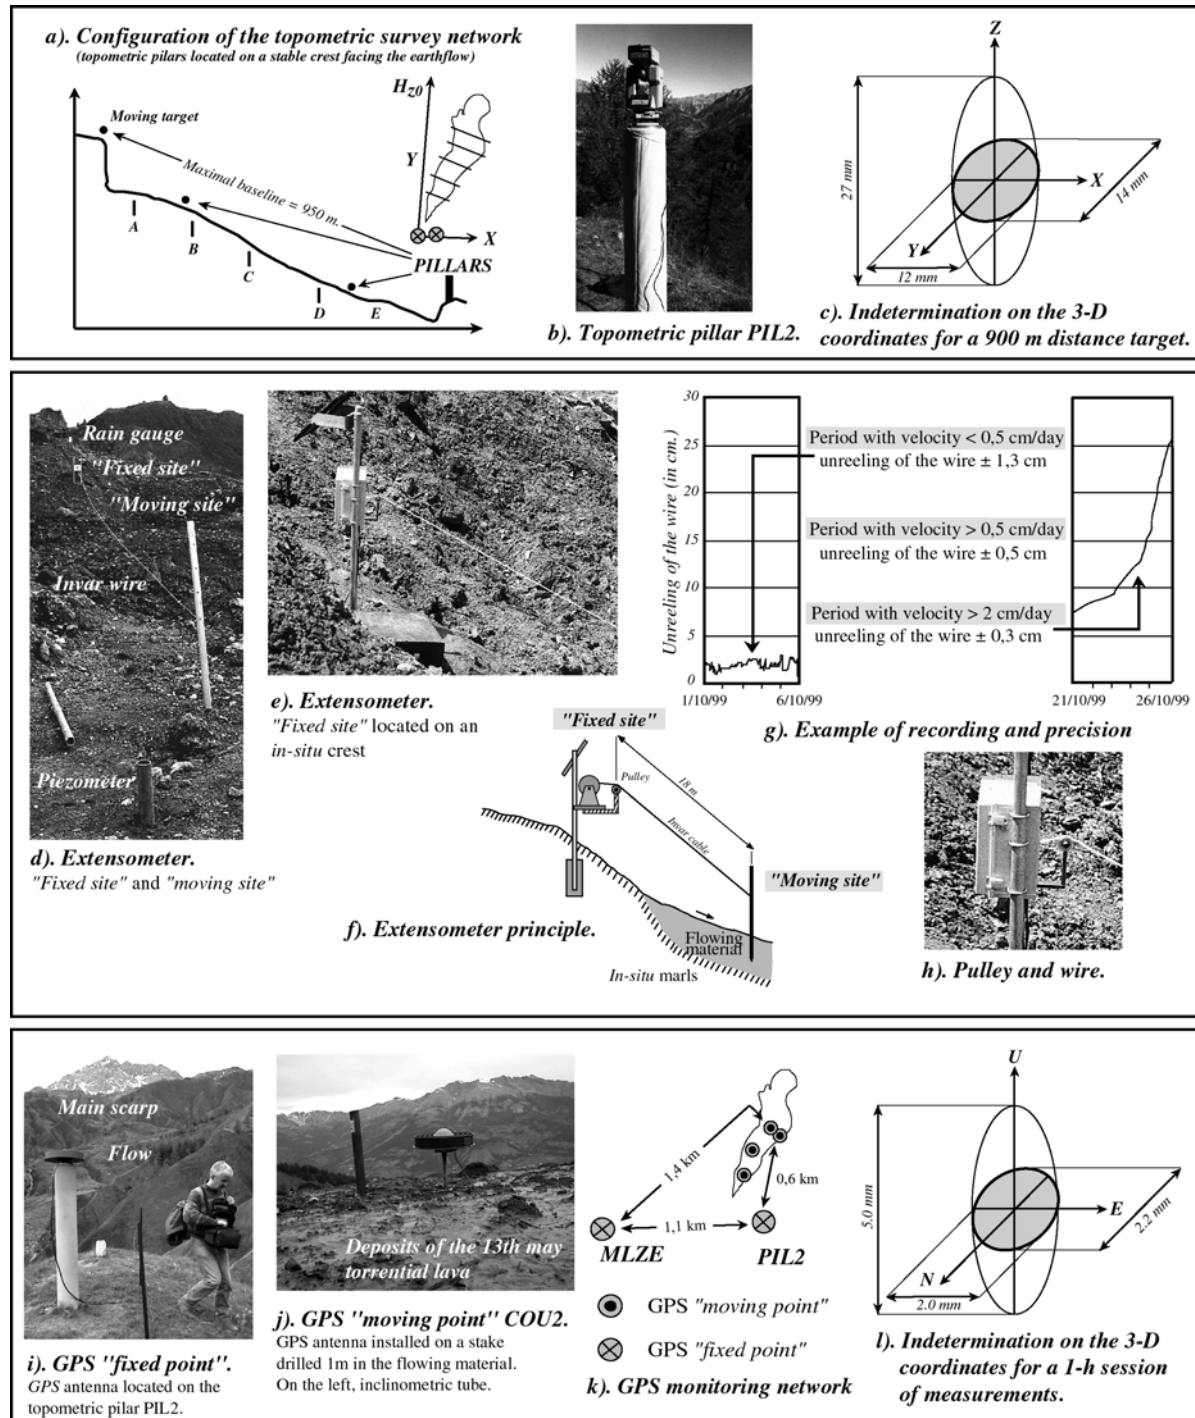 a). Configuration of the topometric survey network
(topometric pilars located on a stable crest facing the earthflow)
Moving target
Maximal baseline = 950 m.
A
B
C
D
E
Hz0
Y
X
PILLARS
b). Topometric pillar PIL2.
Z
X
Y
27 mm
14 mm
12 mm
c). Indetermination on the 3-D
coordinates for a 900 m distance target.
Rain gauge
"Fixed site"
"Moving site"
Invar wire
Piezometer
d). Extensometer.
"Fixed site" and "moving site"
e). Extensometer.
"Fixed site" located on an
in-situ crest
"Fixed site"
Pulley
18 m
Invar cable
"Moving site"
Flowing
material
In-situ marls
f). Extensometer principle.
Unreeling of the wire (in cm.)
30
25
20
15
10
5
0
1/10/99
6/10/99
21/10/99
26/10/99
Period with velocity < 0,5 cm/day
unreeling of the wire ± 1,3 cm
Period with velocity > 0,5 cm/day
unreeling of the wire ± 0,5 cm
Period with velocity > 2 cm/day
unreeling of the wire ± 0,3 cm
g). Example of recording and precision
h). Pulley and wire.
Main scarp
Flow
i). GPS "fixed point".
GPS antenna located on the
topometric pilar PIL2.
Deposits of the 13th may
torrential lava
j). GPS "moving point" COU2.
GPS antenna installed on a stake
drilled 1m in the flowing material.
On the left, inclinometric tube.
1,4 km
0,6 km
1,1 km
MLZE
PIL2
GPS "moving point"
GPS "fixed point"
k). GPS monitoring network
U
E
N
5.0 mm
2.2 mm
2.0 mm
l). Indetermination on the 3-D
coordinates for a 1-h session
of measurements.